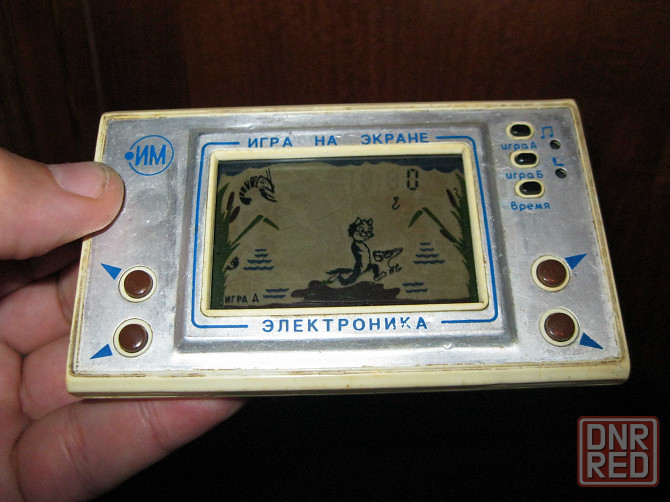 ИМ
ИГРА НА ЭКРАНЕ
игра А
игра Б
Время
0
ИГРА А
ЭЛЕКТРОНИКА
DNR
RED